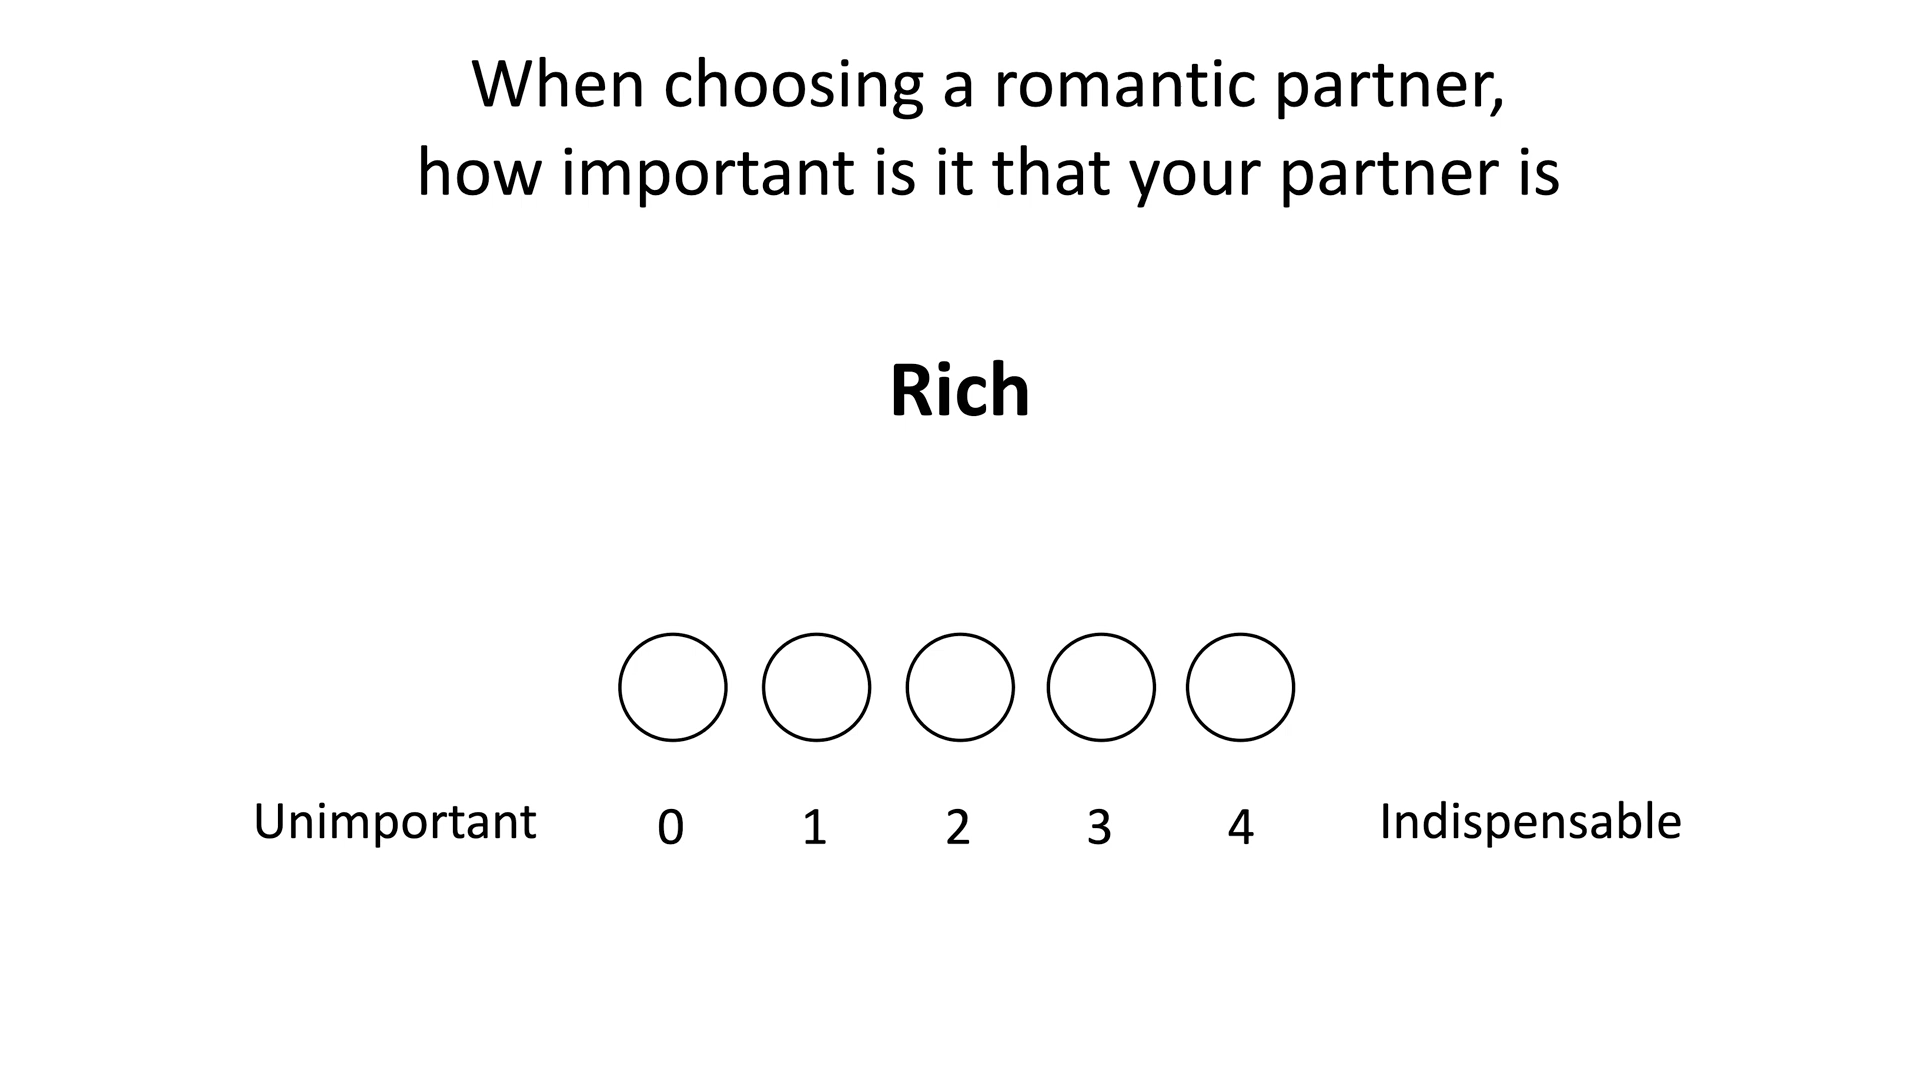 When choosing a romantic partner,
how important is it that your partner is
Rich
Unimportant 0 1 2 3 4 Indispensable